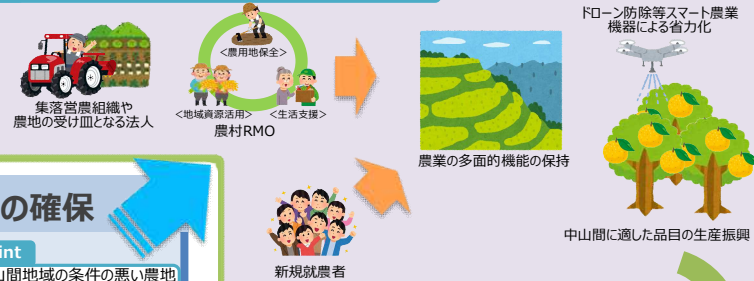 ドローン防除等スマート農業
機器による省力化
<農用地保全>
<地域資源活用>
<生活支援>
農村RMO
集落営農組織や
農地の受け皿となる法人
農業の多面的機能の保持
中山間に適した品目の生産振興
の確保
int
山間地域の条件の悪い農地
新規就農者